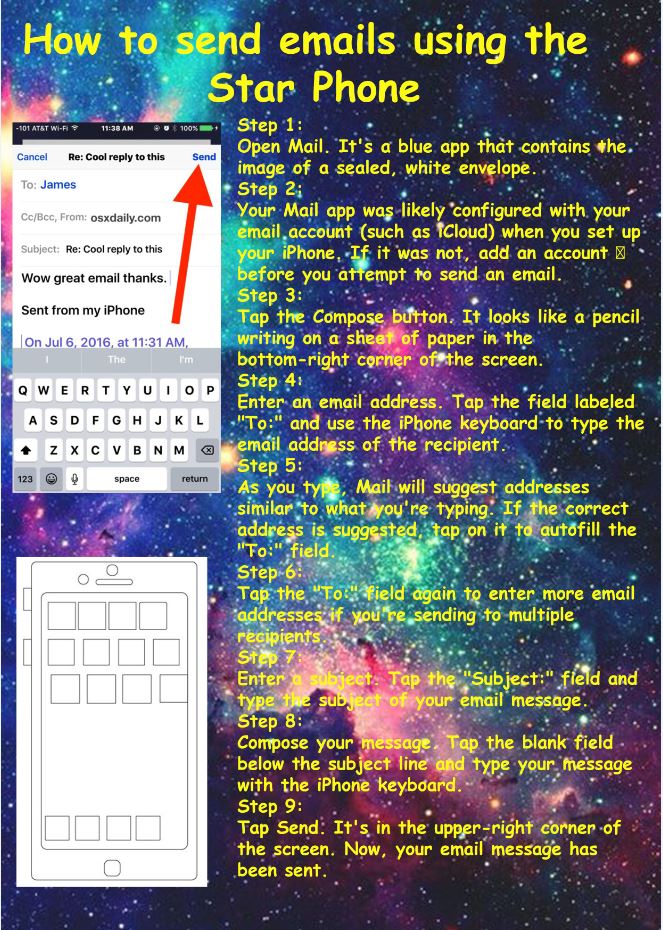 How to send emails using the
Star Phone
-101 AT&T Wi-Fi 11:38 AM 100%
Cancel Re: Cool reply to this Send
To: James
Cc/Bcc, From: osxdaily.com
Subject: Re: Cool reply to this
Wow great email thanks.
Sent from my iPhone
On Jul 6, 2016, at 11:31 AM,
I The I'm
Q W E R T Y U I O P
A S D F G H J K L
Z X C V B N M
123 space return
Step 1:
Open Mail. It's a blue app that contains the
image of a sealed, white envelope.
Step 2:
Your Mail app was likely configured with your
email account (such as iCloud) when you set up
your iPhone. If it was not, add an account
before you attempt to send an email.
Step 3:
Tap the Compose button. It looks like a pencil
writing on a sheet of paper in the
bottom-right corner of the screen.
Step 4:
Enter an email address. Tap the field labeled
"To:" and use the iPhone keyboard to type the
email address of the recipient.
Step 5:
As you type, Mail will suggest addresses
similar to what you're typing. If the correct
address is suggested, tap on it to autofill the
"To:" field.
Step 6:
Tap the "To:" field again to enter more email
addresses if you're sending to multiple
recipients.
Step 7:
Enter a subject. Tap the "Subject:" field and
type the subject of your email message.
Step 8:
Compose your message. Tap the blank field
below the subject line and type your message
with the iPhone keyboard.
Step 9:
Tap Send. It's in the upper-right corner of
the screen. Now, your email message has
been sent.